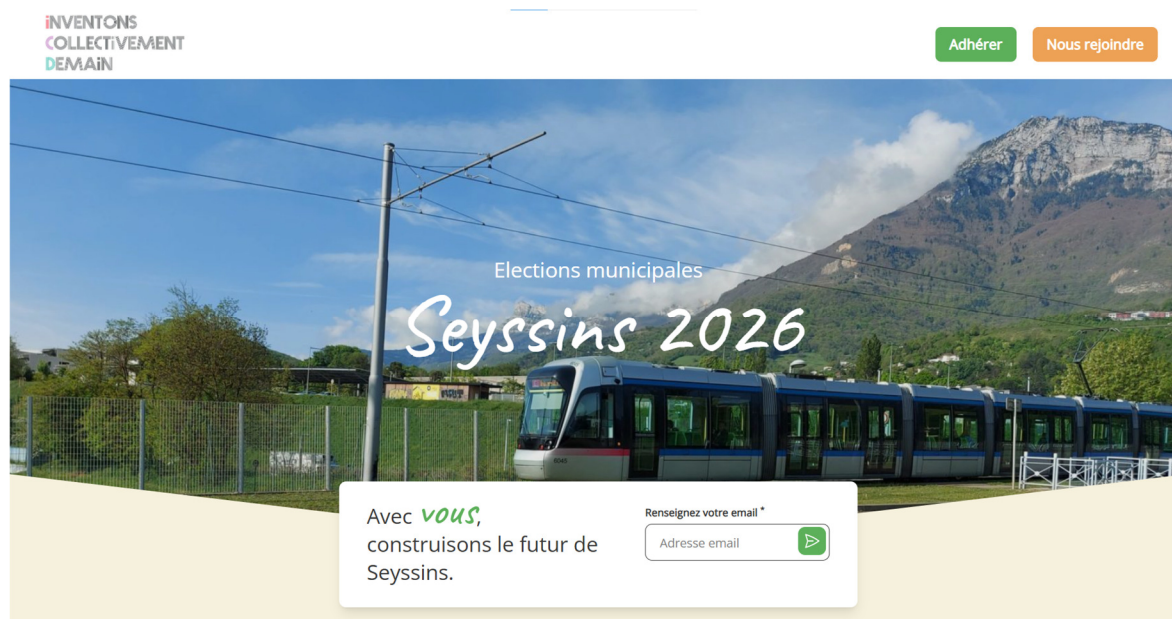 iNVENTONS
COLLECTiVEMENT
DEMAiN
Adhérer
Nous rejoindre
Elections municipales
Seyssins 2026
Avec vous,
construisons le futur de
Seyssins.
Renseignez votre email *
Adresse email